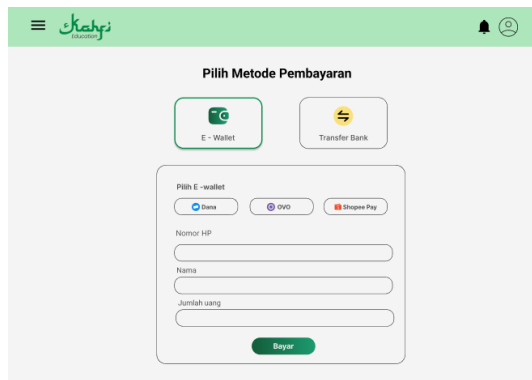 Kahfi
Education
Pilih Metode Pembayaran
E - Wallet
Transfer Bank
Pilih E -wallet
Dana
OVO
Shopee Pay
Nomor HP
Nama
Jumlah uang
Bayar